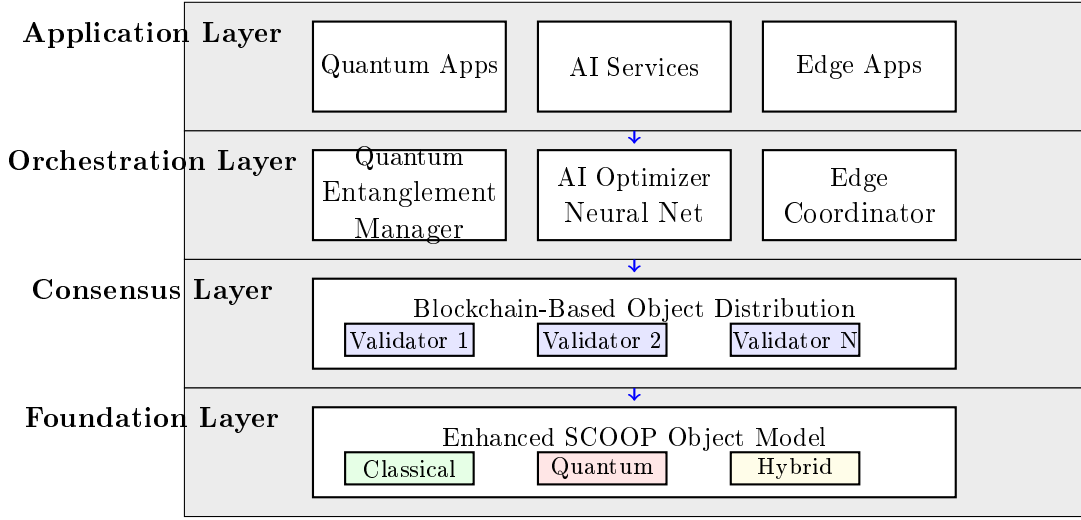 Application Layer
Quantum Apps
AI Services
Edge Apps
Orchestration Layer
Quantum
Entanglement
Manager
AI Optimizer
Neural Net
Edge
Coordinator
Consensus Layer
Blockchain-Based Object Distribution
Validator 1
Validator 2
Validator N
Foundation Layer
Enhanced SCOOP Object Model
Classical
Quantum
Hybrid